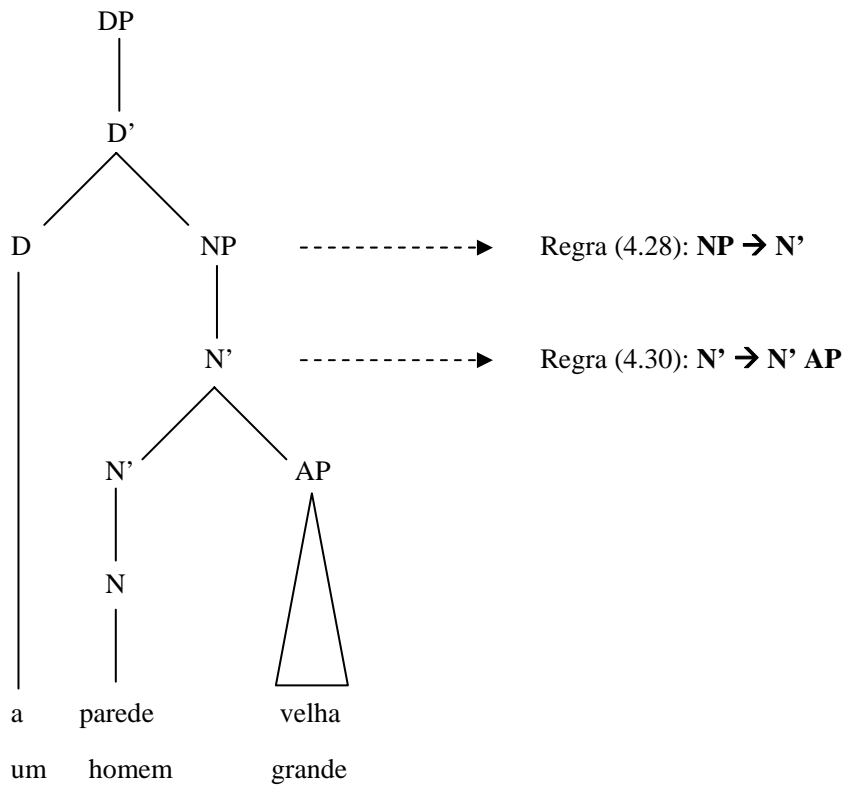 DP
D’
D NP Regra (4.28): NP → N’
N’ Regra (4.30): N’ → N’ AP
N’ AP
N
a parede velha
um homem grande